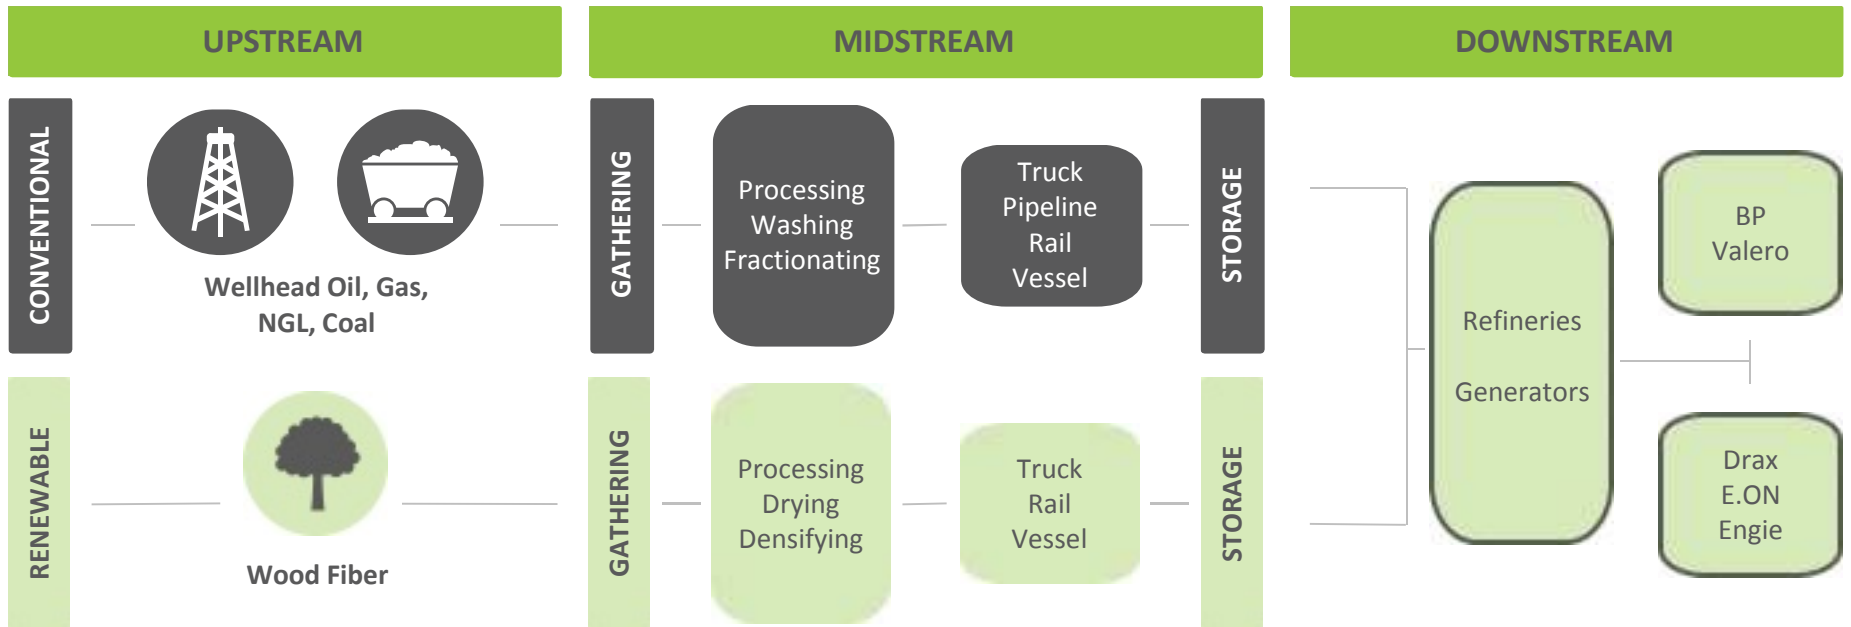 UPSTREAM
MIDSTREAM
DOWNSTREAM
CONVENTIONAL
Wellhead Oil, Gas,
NGL, Coal
GATHERING
Processing
Washing
Fractionating
Truck
Pipeline
Rail
Vessel
STORAGE
RENEWABLE
Wood Fiber
GATHERING
Processing
Drying
Densifying
Truck
Rail
Vessel
STORAGE
Refineries
Generators
BP
Valero
Drax
E.ON
Engie